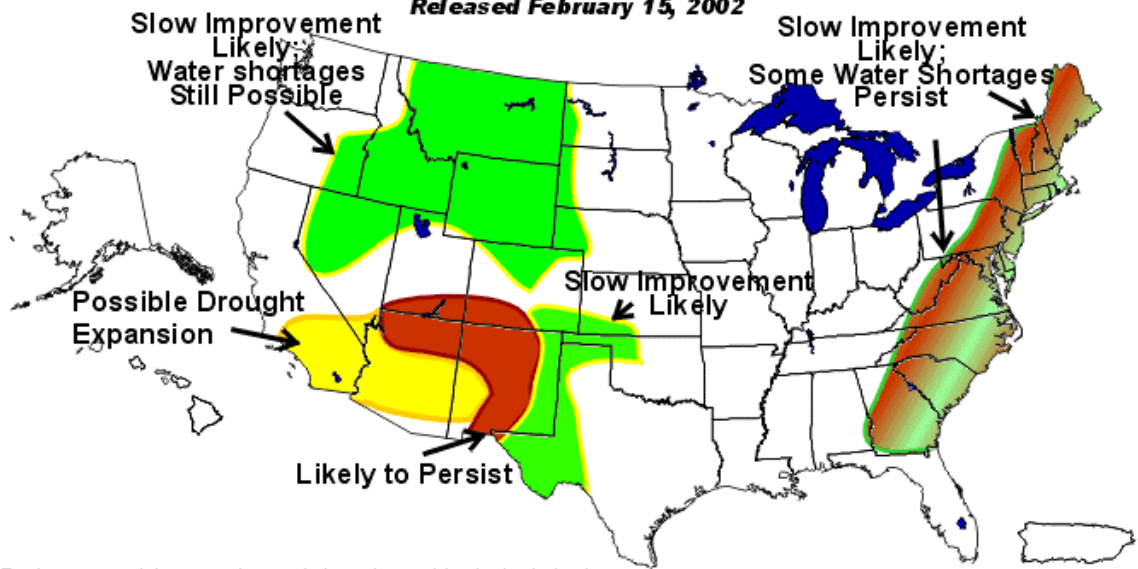 Released February 15, 2002
Slow Improvement
Likely;
Water shortages
Still Possible
Slow Improvement
Likely;
Some Water Shortages
Persist
Slow Improvement
Likely
Possible Drought
Expansion
Likely to Persist